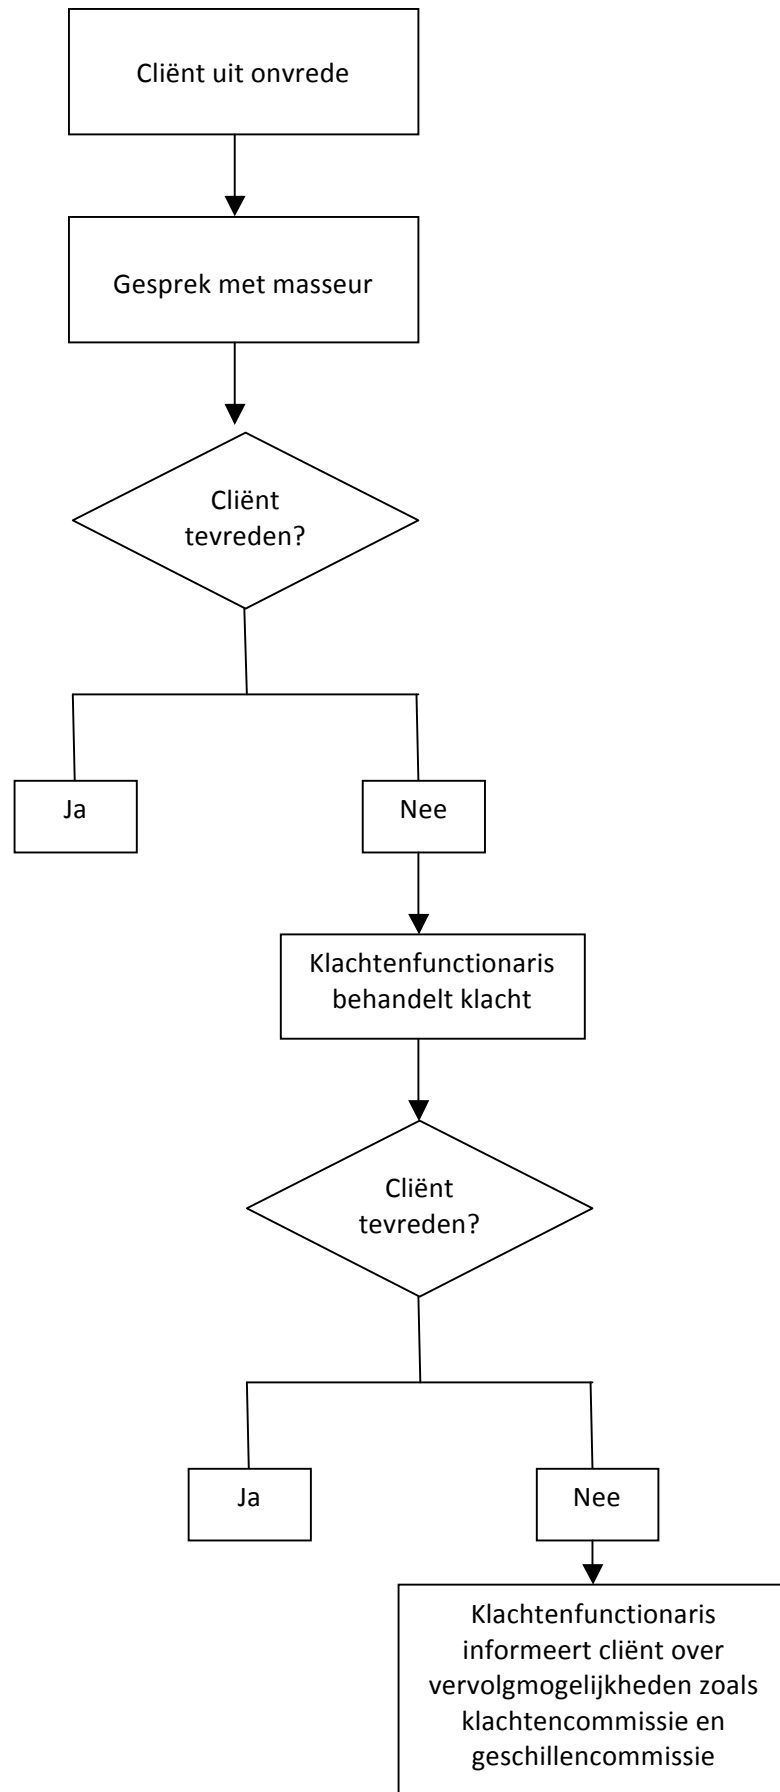 Cliënt uit onvrede
Gesprek met masseur
Cliënt
tevreden?
Ja
Nee
Klachtenfunctionaris
behandelt klacht
Cliënt
tevreden?
Ja
Nee
Klachtenfunctionaris
informeert cliënt over
vervolgmogelijkheden zoals
klachtencommissie en
geschillencommissie